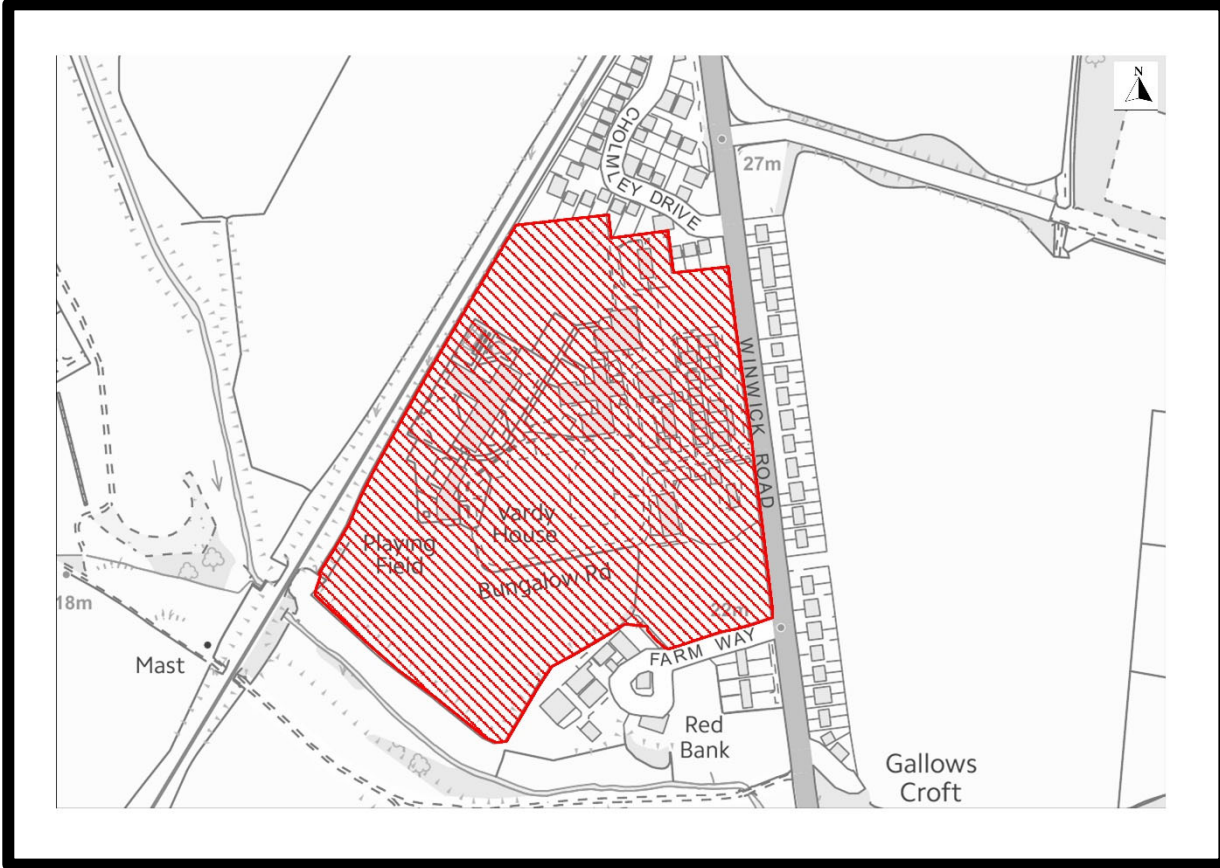 N
CHOLMLEY DRIVE
27m
WINWICK ROAD
Vardy
House
Playing
Field
Bungalow Rd
18m
22m
FARM WAY
Mast
Red
Bank
Gallows
Croft